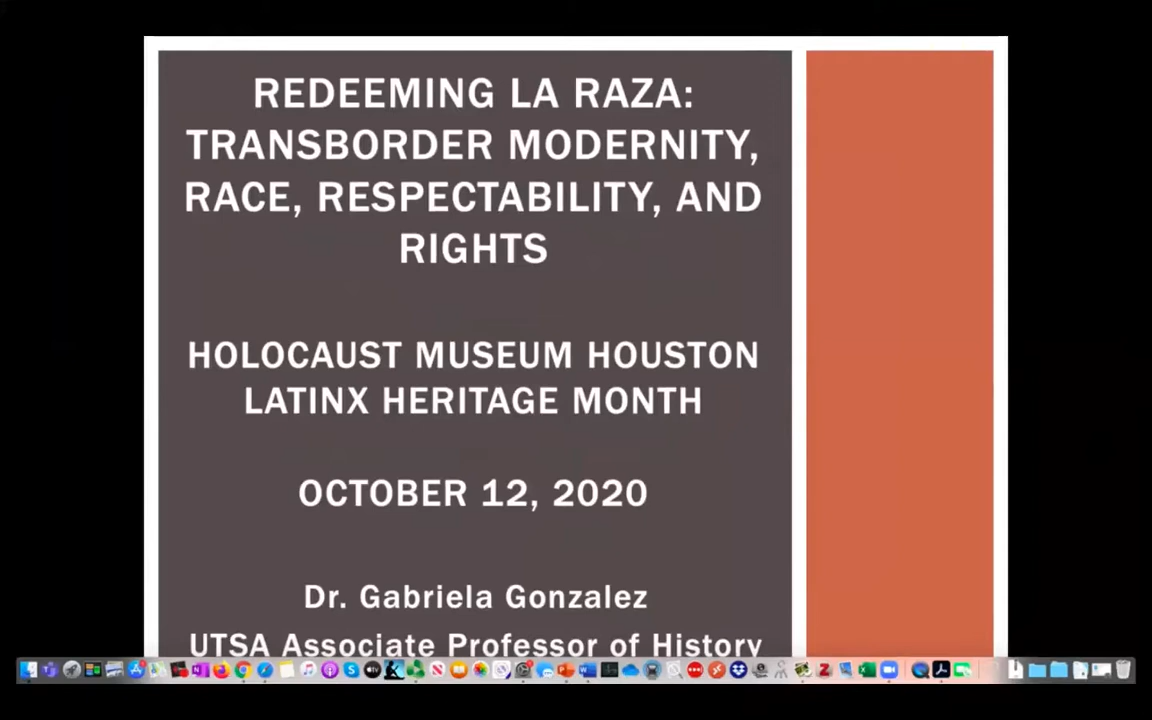 REDEEMING LA RAZA:
TRANSBORDER MODERNITY,
RACE, RESPECTABILITY, AND
RIGHTS
HOLOCAUST MUSEUM HOUSTON
LATINX HERITAGE MONTH
OCTOBER 12, 2020
Dr. Gabriela Gonzalez
UTSA Associate Professor of History